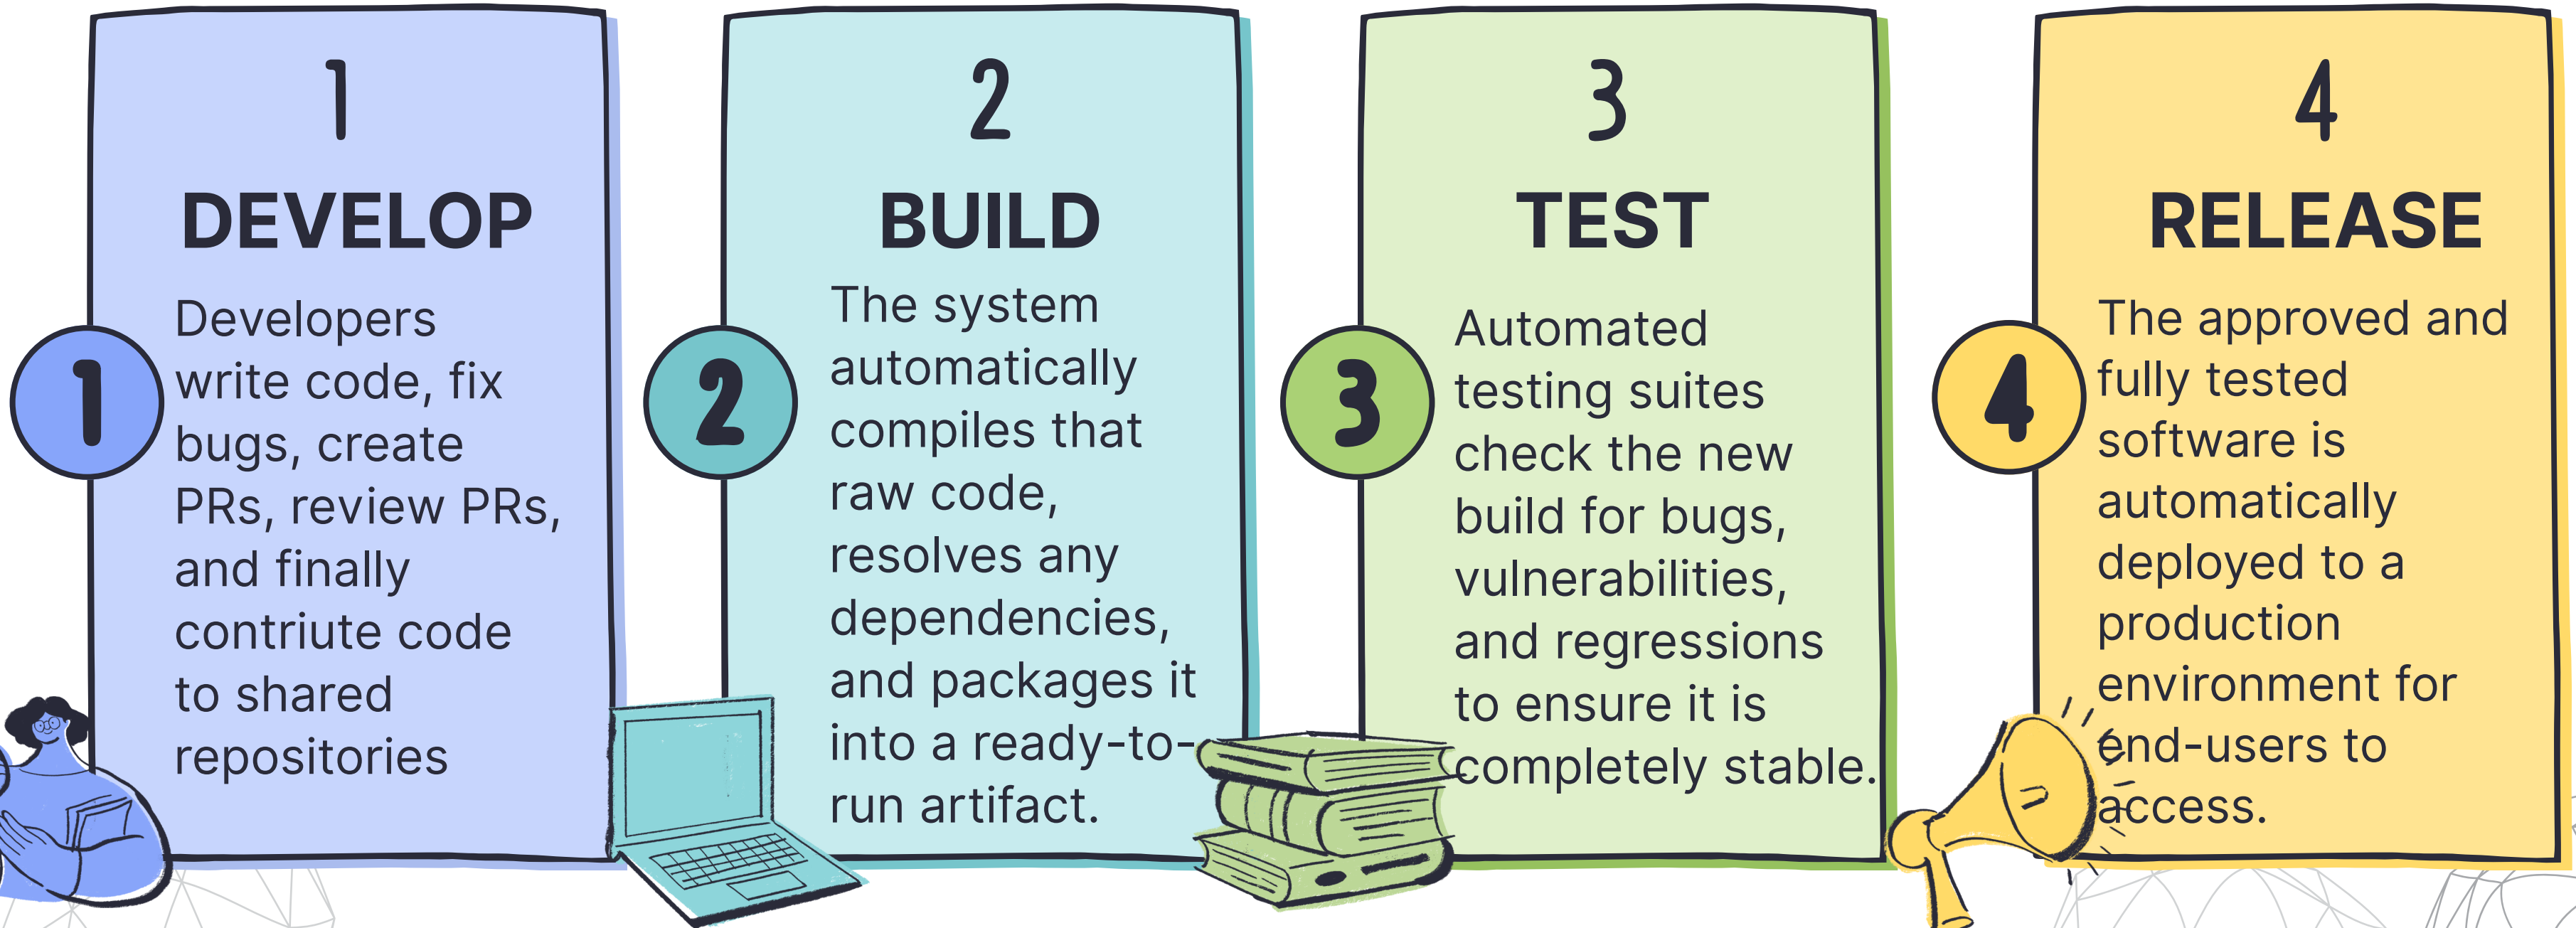 1
DEVELOP
1
Developers
write code, fix
bugs, create
PRs, review PRs,
and finally
contriute code
to shared
repositories
2
BUILD
2
The system
automatically
compiles that
raw code,
resolves any
dependencies,
and packages it
into a ready-to-
run artifact.
3
TEST
3
Automated
testing suites
check the new
build for bugs,
vulnerabilities,
and regressions
to ensure it is
completely stable.
4
RELEASE
4
The approved and
fully tested
software is
automatically
deployed to a
production
environment for
end-users to
access.